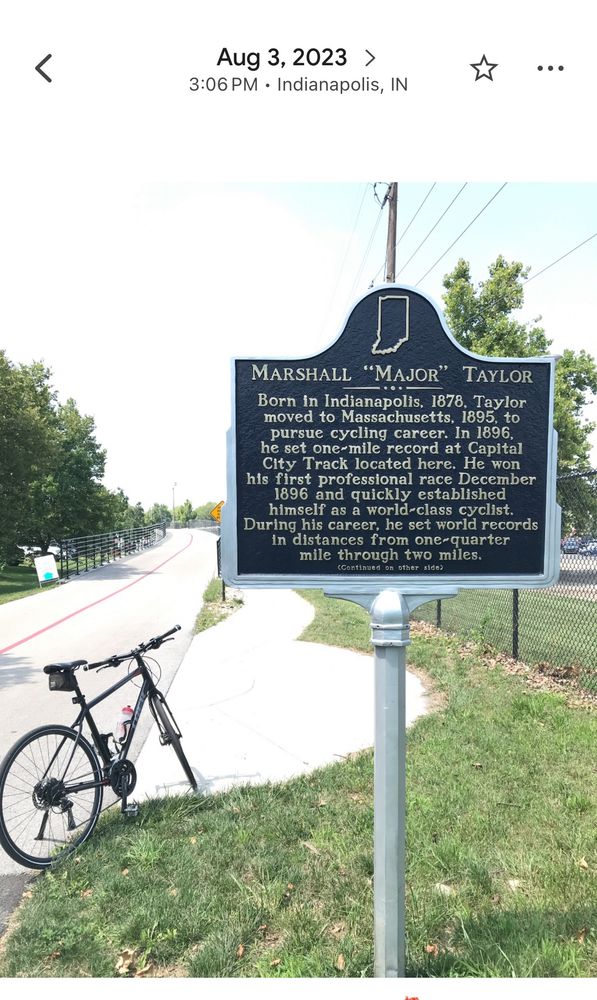 Aug 3, 2023
3:06 PM • Indianapolis, IN
MARSHALL "MAJOR" TAYLOR
Born in Indianapolis, 1878, Taylor
moved to Massachusetts, 1895, to
pursue cycling career. In 1896,
he set one-mile record at Capital
City Track located here. He won
his first professional race December
1896 and quickly established
himself as a world-class cyclist.
During his career, he set world records
in distances from one-quarter
mile through two miles.
(Continued on other side)